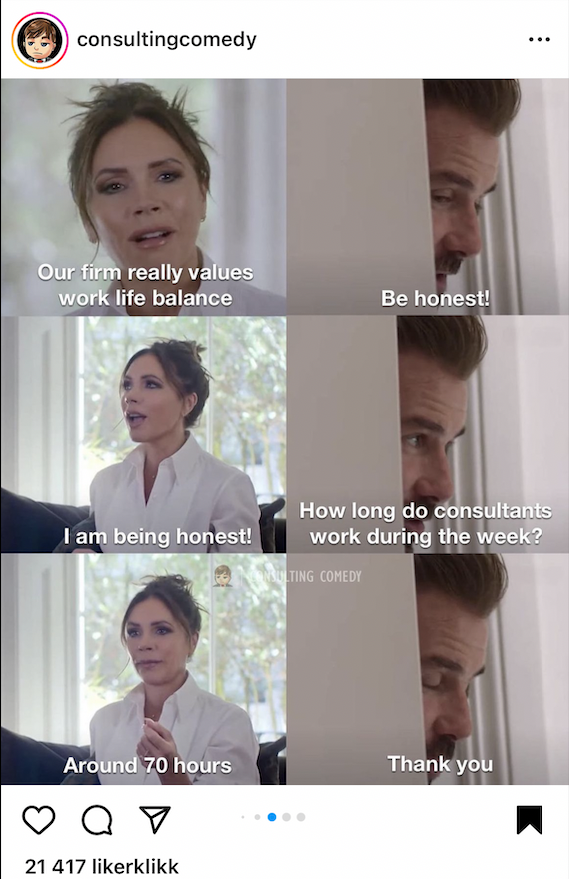 consultingcomedy
Our firm really values
work life balance
Be honest!
I am being honest!
How long do consultants
work during the week?
CONSULTING COMEDY
Around 70 hours
Thank you
21 417 likerklikk